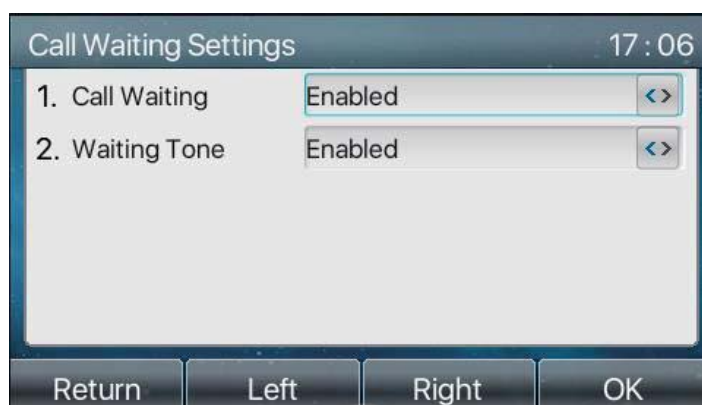 Call Waiting Settings 17:06
1. Call Waiting Enabled <>
2. Waiting Tone Enabled <>
Return Left Right OK